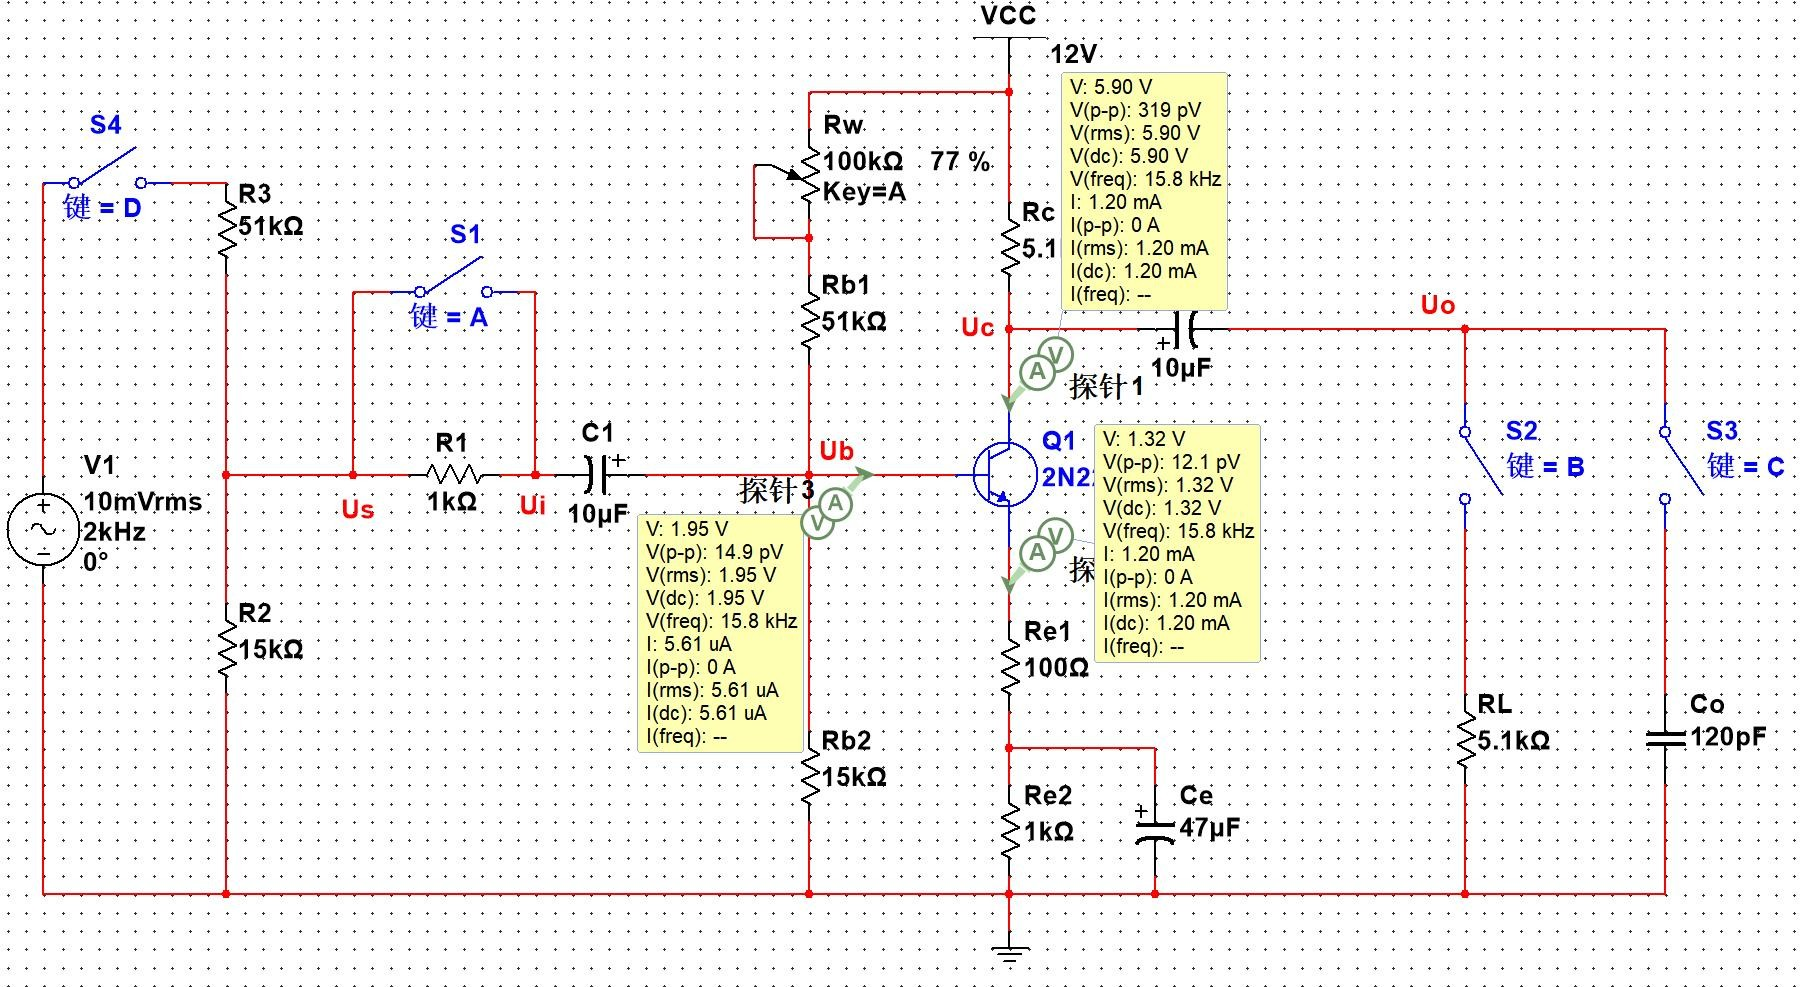 VCC
12V
V: 5.90 V
V(p-p): 319 pV
V(rms): 5.90 V
V(dc): 5.90 V
V(freq): 15.8 kHz
I: 1.20 mA
I(p-p): 0 A
I(rms): 1.20 mA
I(dc): 1.20 mA
I(freq): --
S4
键 = D
R3
51kΩ
S1
键 = A
Rw
100kΩ 77 %
Key=A
Rc
5.1
Rb1
51kΩ
Uc
10µF
Uo
探针1
V
A
V1
10mVrms
2kHz
0°
R1
1kΩ
Us
Ui
C1
10µF
Ub
探针3
A
V
V: 1.95 V
V(p-p): 14.9 pV
V(rms): 1.95 V
V(dc): 1.95 V
V(freq): 15.8 kHz
I: 5.61 uA
I(p-p): 0 A
I(rms): 5.61 uA
I(dc): 5.61 uA
I(freq): --
Q1
2N2
V: 1.32 V
V(p-p): 12.1 pV
V(rms): 1.32 V
V(dc): 1.32 V
V(freq): 15.8 kHz
I: 1.20 mA
I(p-p): 0 A
I(rms): 1.20 mA
I(dc): 1.20 mA
I(freq): --
V
A
探
S2
键 = B
S3
键 = C
R2
15kΩ
Re1
100Ω
Rb2
15kΩ
Re2
1kΩ
Ce
47µF
RL
5.1kΩ
Co
120pF